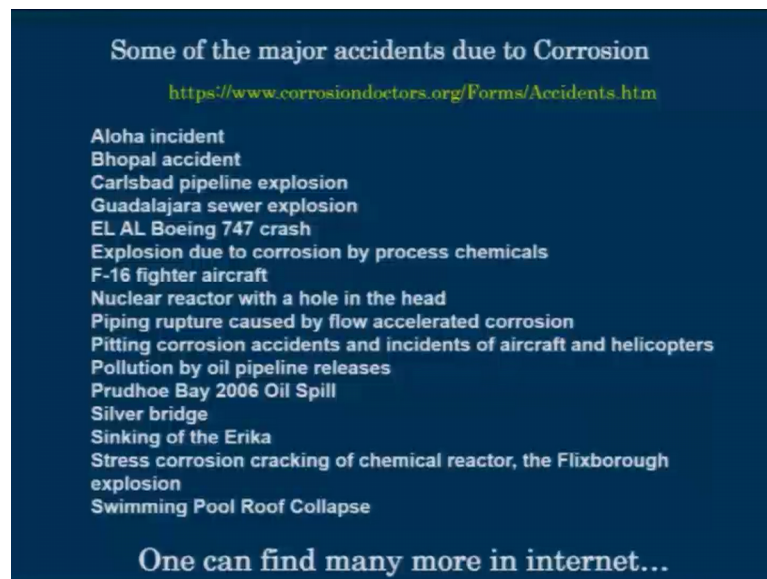 Some of the major accidents due to Corrosion
https://www.corrosiondoctors.org/Forms/Accidents.htm
Aloha incident
Bhopal accident
Carlsbad pipeline explosion
Guadalajara sewer explosion
EL AL Boeing 747 crash
Explosion due to corrosion by process chemicals
F-16 fighter aircraft
Nuclear reactor with a hole in the head
Piping rupture caused by flow accelerated corrosion
Pitting corrosion accidents and incidents of aircraft and helicopters
Pollution by oil pipeline releases
Prudhoe Bay 2006 Oil Spill
Silver bridge
Sinking of the Erika
Stress corrosion cracking of chemical reactor, the Flixborough
explosion
Swimming Pool Roof Collapse
One can find many more in internet...